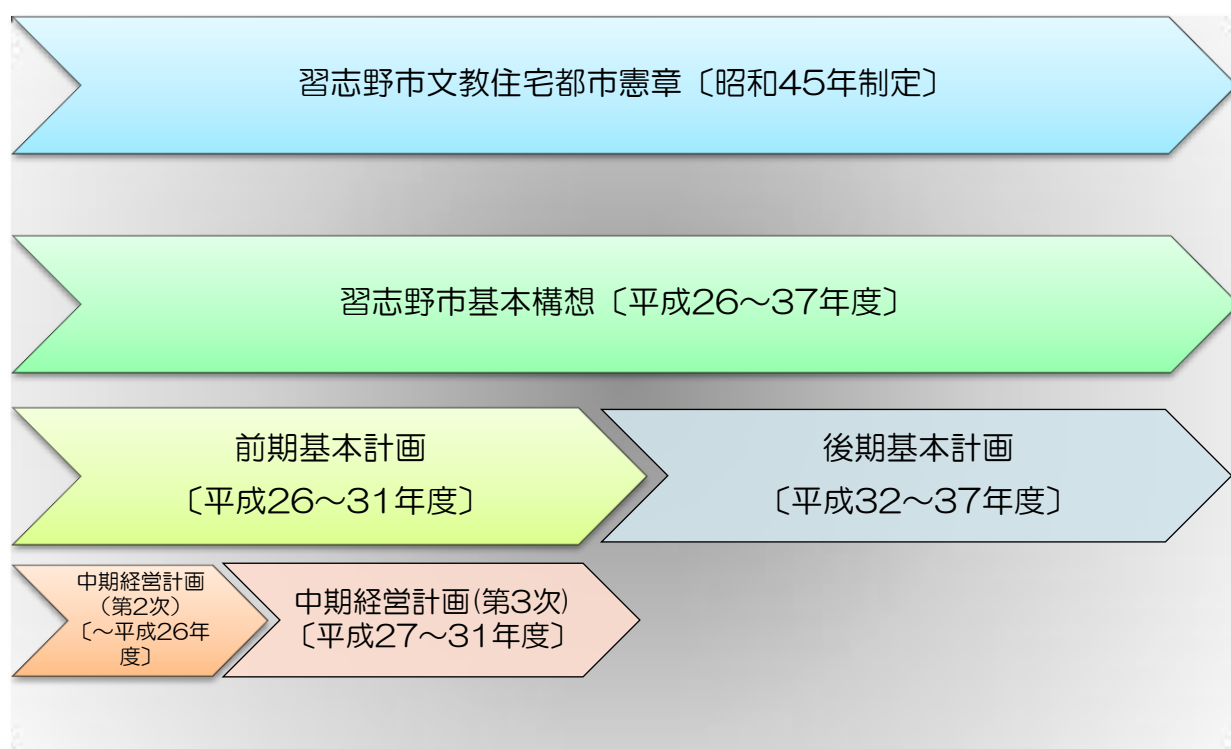 習志野市文教住宅都市憲章〔昭和45年制定〕
習志野市基本構想〔平成26～37年度〕
前期基本計画
〔平成26～31年度〕
後期基本計画
〔平成32～37年度〕
中期経営計画
（第2次）
〔～平成26年
度〕
中期経営計画(第3次)
〔平成27～31年度〕